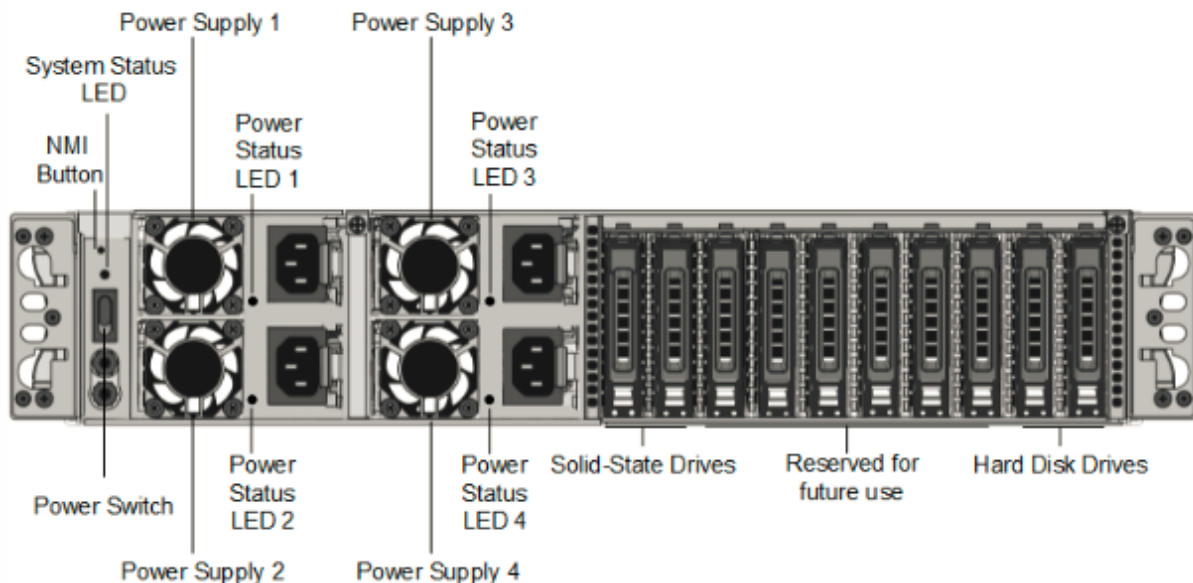 Power Supply 1
Power Supply 3
System Status
LED
Power
Status
LED 1
Power
Status
LED 3
NMI
Button
Solid-State Drives
Reserved for
future use
Hard Disk Drives
Power
Status
LED 2
Power
Status
LED 4
Power Switch
Power Supply 2
Power Supply 4